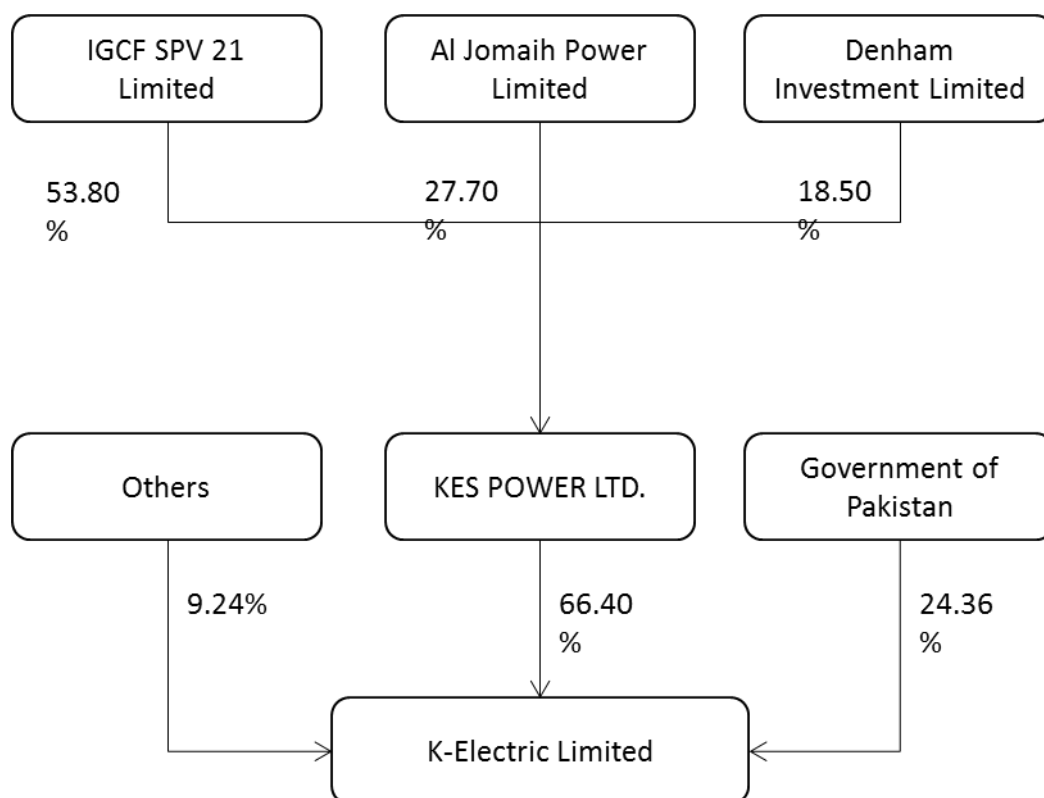 IGCF SPV 21
Limited
Al Jomaih Power
Limited
Denham
Investment Limited
53.80
%
27.70
%
18.50
%
Others
KES POWER LTD.
Government of
Pakistan
9.24%
66.40
%
24.36
%
K-Electric Limited